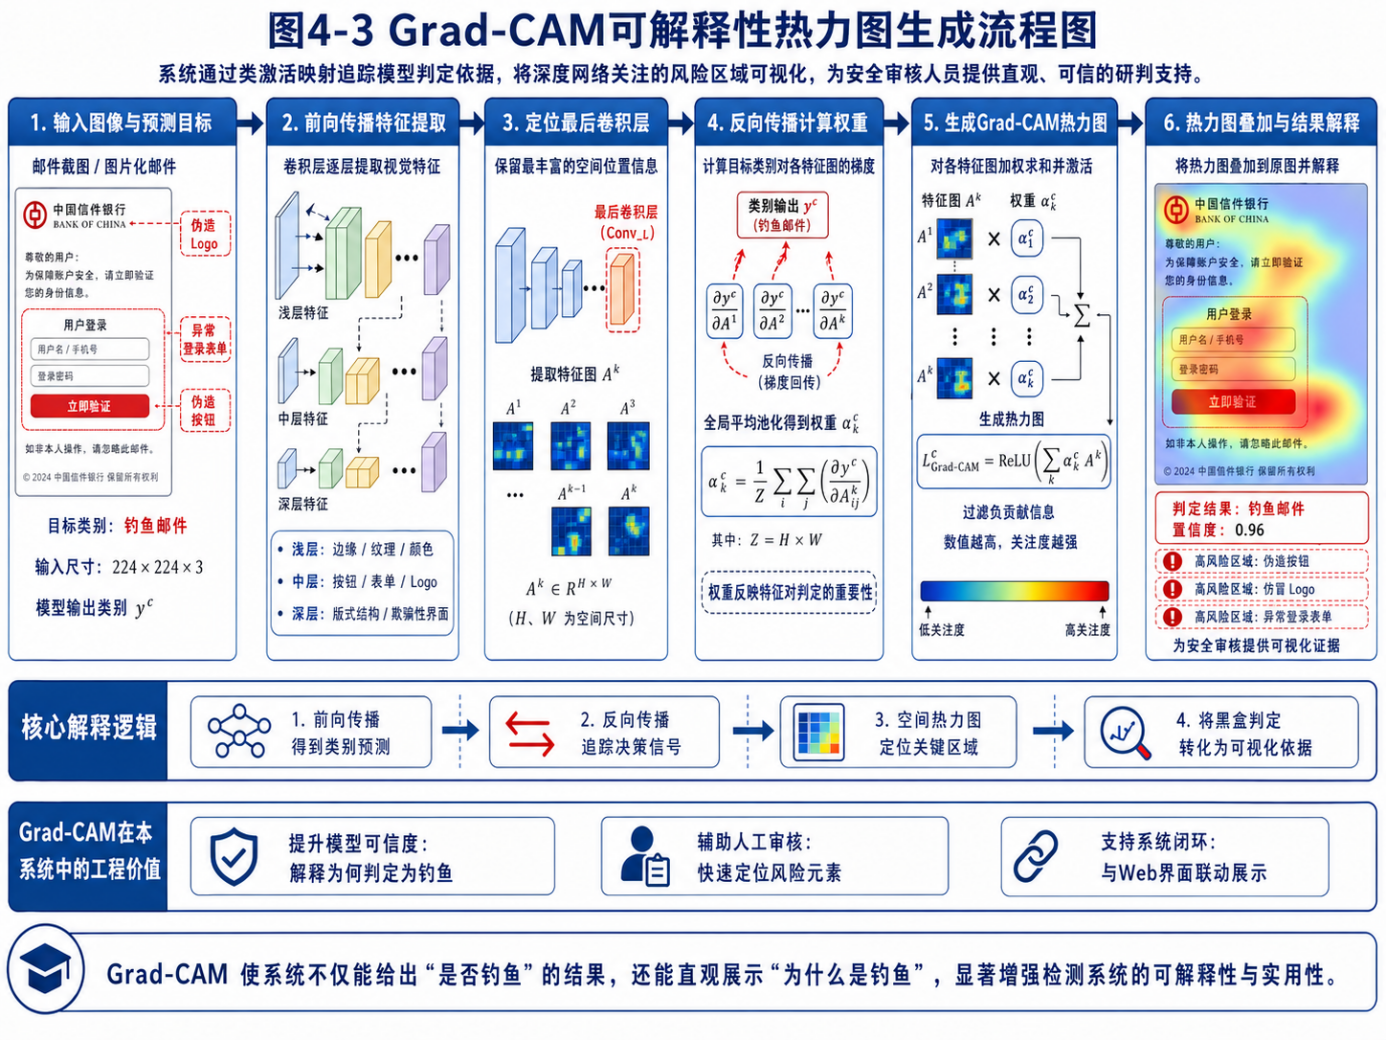 图4-3 Grad-CAM可解释性热力图生成流程图
系统通过类激活映射追踪模型判定依据，将深度网络关注的风险区域可视化，为安全审核人员提供直观、可信的研判支持。
1. 输入图像与预测目标
邮件截图 / 图片化邮件
中国信件银行
BANK OF CHINA
伪造
Logo
尊敬的用户：
为保障账户安全，请立即验证
您的身份信息。
用户登录
用户名 / 手机号
登录密码
立即验证
异常
登录表单
伪造
按钮
如非本人操作，请忽略此邮件。
© 2024 中国信件银行 保留所有权利
目标类别：钓鱼邮件
输入尺寸：224 × 224 × 3
模型输出类别 y^c
2. 前向传播特征提取
卷积层逐层提取视觉特征
浅层特征
中层特征
深层特征
• 浅层：边缘 / 纹理 / 颜色
• 中层：按钮 / 表单 / Logo
• 深层：版式结构 / 欺骗性界面
3. 定位最后卷积层
保留最丰富的空间位置信息
最后卷积层
（Conv_L）
提取特征图 A^k
A^1 A^2 A^3
... A^{k-1} A^k
A^k ∈ R^{H × W}
（H、W 为空间尺寸）
4. 反向传播计算权重
计算目标类别对各特征图的梯度
类别输出 y^c
（钓鱼邮件）
∂y^c/∂A^1 ∂y^c/∂A^2 ... ∂y^c/∂A^k
反向传播
（梯度回传）
全局平均池化得到权重 α_k^c
α_k^c = 1/Z ∑_i ∑_j (∂y^c/∂A_{ij}^k)
其中：Z = H × W
权重反映特征对判定的重要性
5. 生成Grad-CAM热力图
对各特征图加权求和并激活
特征图 A^k 权重 α_k^c
A^1 × α_1^c
A^2 × α_2^c
∑
A^k × α_k^c
生成热力图
L_{Grad-CAM}^c = ReLU(∑_k α_k^c A^k)
过滤负贡献信息
数值越高，关注度越强
低关注度 高关注度
6. 热力图叠加与结果解释
将热力图叠加到原图并解释
中国信件银行
BANK OF CHINA
尊敬的用户：
为保障账户安全，请立即验证
您的身份信息。
用户登录
用户名 / 手机号
登录密码
立即验证
如非本人操作，请忽略此邮件。
© 2024 中国信件银行 保留所有权利
判定结果：钓鱼邮件
置信度：0.96
高风险区域：伪造按钮
高风险区域：仿冒 Logo
高风险区域：异常登录表单
为安全审核提供可视化证据
核心解释逻辑
1. 前向传播
得到类别预测
2. 反向传播
追踪决策信号
3. 空间热力图
定位关键区域
4. 将黑盒判定
转化为可视化依据
Grad-CAM在本
系统中的工程价值
提升模型可信度：
解释为何判定为钓鱼
辅助人工审核：
快速定位风险元素
支持系统闭环：
与Web界面联动展示
Grad-CAM 使系统不仅能给出“是否钓鱼”的结果，还能直观展示“为什么是钓鱼”，显著增强检测系统的可解释性与实用性。